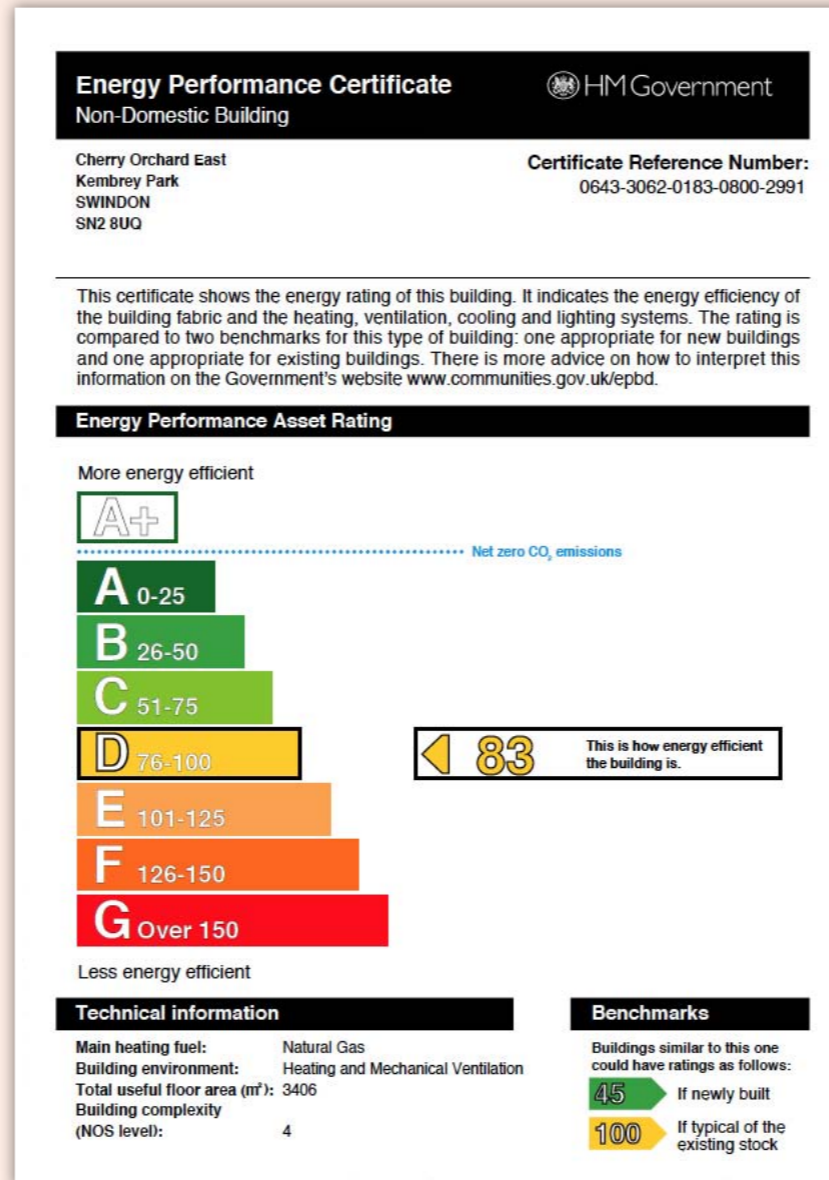 Energy Performance Certificate
HM Government
Non-Domestic Building
Cherry Orchard East
Kembrey Park
SWINDON
SN2 8UQ
Certificate Reference Number:
0643-3062-0183-0800-2991
This certificate shows the energy rating of this building. It indicates the energy efficiency of
the building fabric and the heating, ventilation, cooling and lighting systems. The rating is
compared to two benchmarks for this type of building: one appropriate for new buildings
and one appropriate for existing buildings. There is more advice on how to interpret this
information on the Government's website www.communities.gov.uk/epbd.
Energy Performance Asset Rating
More energy efficient
A+
Net zero CO₂ emissions
A 0-25
B 26-50
C 51-75
D 76-100
83 This is how energy efficient
the building is.
E 101-125
F 126-150
G Over 150
Less energy efficient
Technical information
Main heating fuel: Natural Gas
Building environment: Heating and Mechanical Ventilation
Total useful floor area (m²): 3406
Building complexity
(NOS level): 4
Benchmarks
Buildings similar to this one
could have ratings as follows:
45 If newly built
100 If typical of the
existing stock